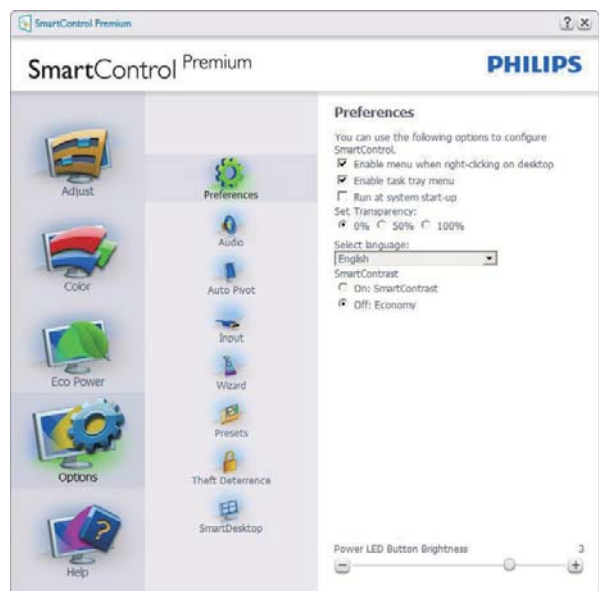 SmartControl Premium
? x
SmartControl Premium
PHILIPS
Adjust
Color
Eco Power
Options
Help
Preferences
Audio
Auto Pivot
Input
Wizard
Presets
Theft Deterrence
SmartDesktop
Preferences
You can use the following options to configure
SmartControl.
Enable menu when right-clicking on desktop
Enable task tray menu
Run at system start-up
Set Transparency:
0% 50% 100%
Select language:
English
SmartContrast
On: SmartContrast
Off: Economy
Power LED Button Brightness 3